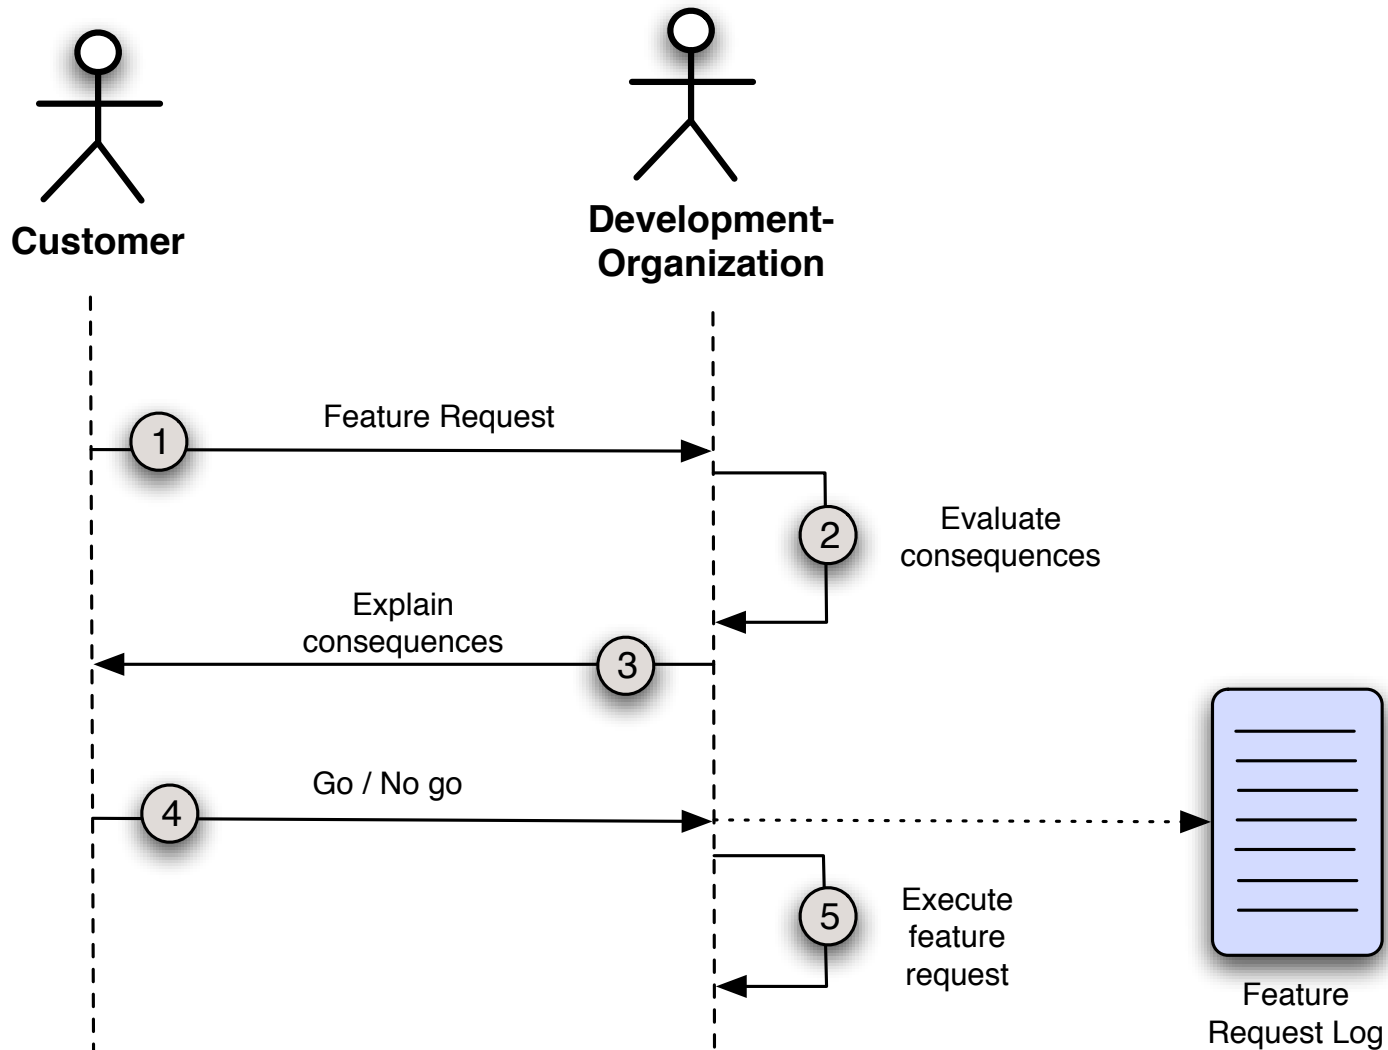 Customer
Development-
Organization
Feature Request
1
2
Evaluate
consequences
Explain
consequences
3
Go / No go
4
5
Execute
feature
request
Feature
Request Log